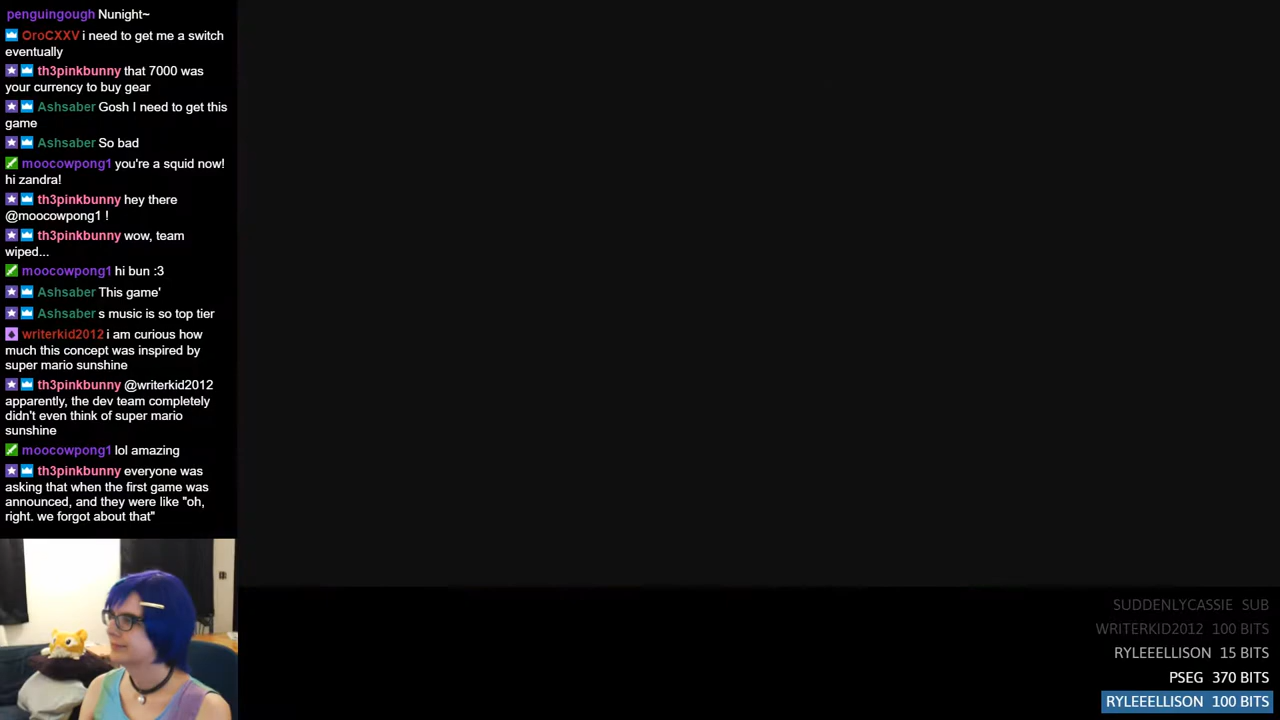 penguingough Nunight~
OroCXXV i need to get me a switch
eventually
th3pinkbunny that 7000 was
your currency to buy gear
Ashsaber Gosh I need to get this
game
Ashsaber So bad
moocowpong1 you're a squid now!
hi zandra!
th3pinkbunny hey there
@moocowpong1 !
th3pinkbunny wow, team
wiped...
moocowpong1 hi bun :3
Ashsaber This game'
Ashsaber s music is so top tier
writerkid2012 i am curious how
much this concept was inspired by
super mario sunshine
th3pinkbunny @writerkid2012
apparently, the dev team completely
didn't even think of super mario
sunshine
moocowpong1 lol amazing
th3pinkbunny everyone was
asking that when the first game was
announced, and they were like "oh,
right. we forgot about that"
SUDDENLYCASSIE SUB
WRITERKID2012 100 BITS
RYLEEELLISON 15 BITS
PSEG 370 BITS
RYLEEELLISON 100 BITS